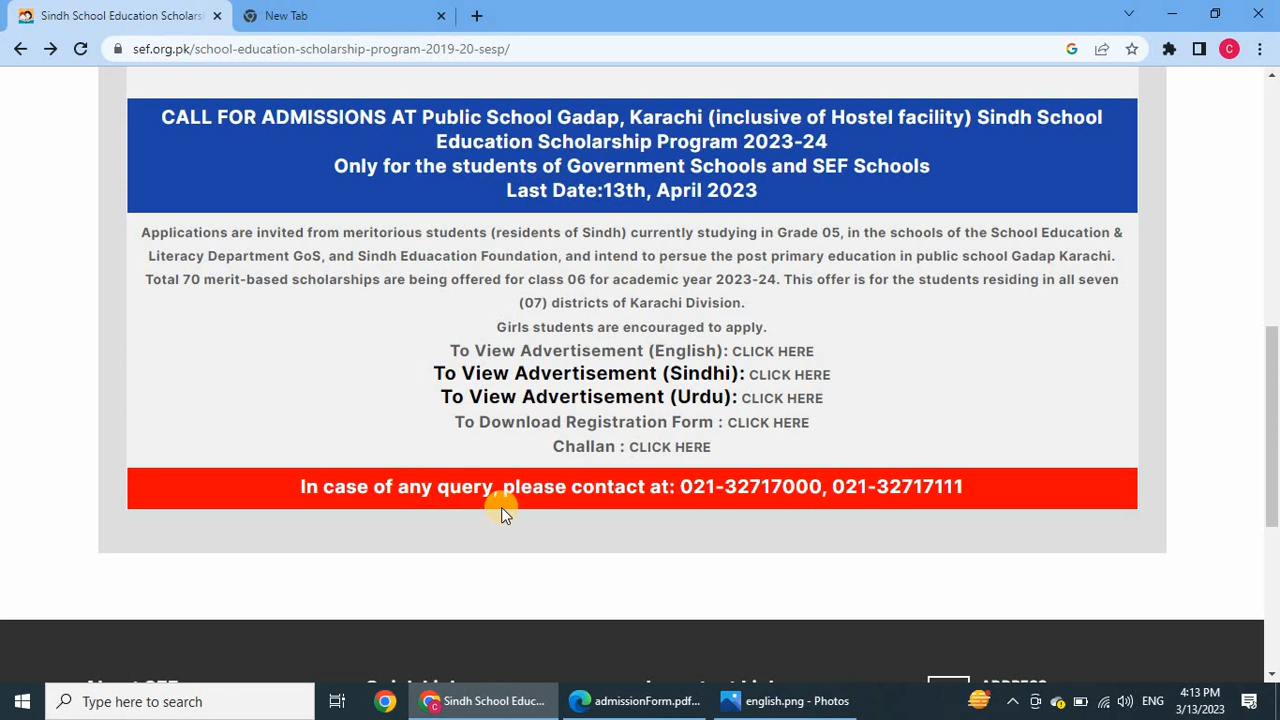 Sindh School Education Scholars
New Tab
sef.org.pk/school-education-scholarship-program-2019-20-sesp/
C
CALL FOR ADMISSIONS AT Public School Gadap, Karachi (inclusive of Hostel facility) Sindh School
Education Scholarship Program 2023-24
Only for the students of Government Schools and SEF Schools
Last Date:13th, April 2023
Applications are invited from meritorious students (residents of Sindh) currently studying in Grade 05, in the schools of the School Education &
Literacy Department GoS, and Sindh Eduacation Foundation, and intend to persue the post primary education in public school Gadap Karachi.
Total 70 merit-based scholarships are being offered for class 06 for academic year 2023-24. This offer is for the students residing in all seven
(07) districts of Karachi Division.
Girls students are encouraged to apply.
To View Advertisement (English): CLICK HERE
To View Advertisement (Sindhi): CLICK HERE
To View Advertisement (Urdu): CLICK HERE
To Download Registration Form : CLICK HERE
Challan : CLICK HERE
In case of any query, please contact at: 021-32717000, 021-32717111
Type here to search
Sindh School Educ...
admissionForm.pdf...
english.png - Photos
ENG
4:13 PM
3/13/2023